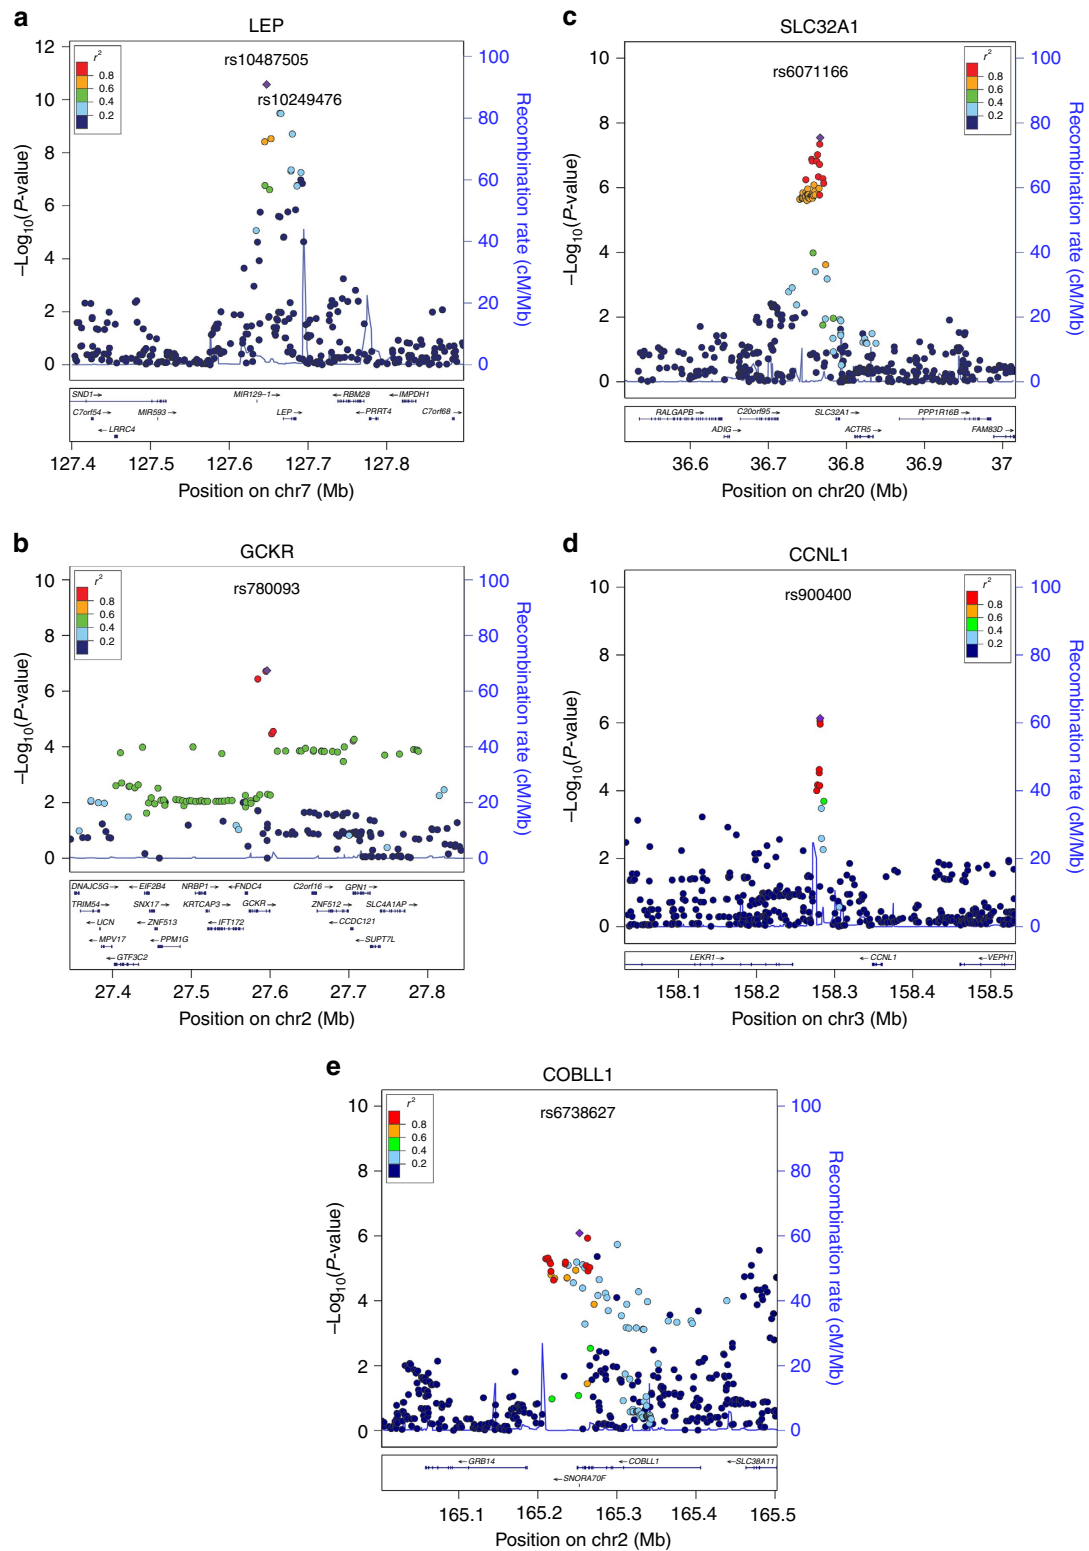 a
LEP
rs10487505
rs10249476
r2
0.8
0.6
0.4
0.2
12
10
8
6
4
2
0
–Log10(P-value)
100
80
60
40
20
0
Recombination rate (cM/Mb)
SND1→
MIR129–1→
←RBM28
←IMPDH1
C7orf54→
MIR593→
LEP→
←PRRT4
C7orf68→
←LRRC4
127.4 127.5 127.6 127.7 127.8
Position on chr7 (Mb)
b
GCKR
rs780093
r2
0.8
0.6
0.4
0.2
10
8
6
4
2
0
–Log10(P-value)
100
80
60
40
20
0
Recombination rate (cM/Mb)
DNAJC5G→
←EIF2B4
NRBP1→
←FNDC4
C2orf16→
GPN1→
TRIM54→
SNX17→
KRTCAP3→
GCKR→
ZNF512→
SLC4A1AP→
←UCN
←ZNF513
←IFT172
←CCDC121
←MPV17
←PPM1G
←SUPT7L
←GTF3C2
27.4 27.5 27.6 27.7 27.8
Position on chr2 (Mb)
c
SLC32A1
rs6071166
r2
0.8
0.6
0.4
0.2
10
8
6
4
2
0
–Log10(P-value)
100
80
60
40
20
0
Recombination rate (cM/Mb)
RALGAPB→
C20orf95→
SLC32A1→
PPP1R16B→
ADIG→
ACTR5→
FAM83D→
36.6 36.7 36.8 36.9 37
Position on chr20 (Mb)
d
CCNL1
rs900400
r2
0.8
0.6
0.4
0.2
10
8
6
4
2
0
–Log10(P-value)
100
80
60
40
20
0
Recombination rate (cM/Mb)
LEKR1→
←CCNL1
←VEPH1
158.1 158.2 158.3 158.4 158.5
Position on chr3 (Mb)
e
COBLL1
rs6738627
r2
0.8
0.6
0.4
0.2
10
8
6
4
2
0
–Log10(P-value)
100
80
60
40
20
0
Recombination rate (cM/Mb)
←GRB14
←COBLL1
←SLC38A11
←SNORA70F
165.1 165.2 165.3 165.4 165.5
Position on chr2 (Mb)